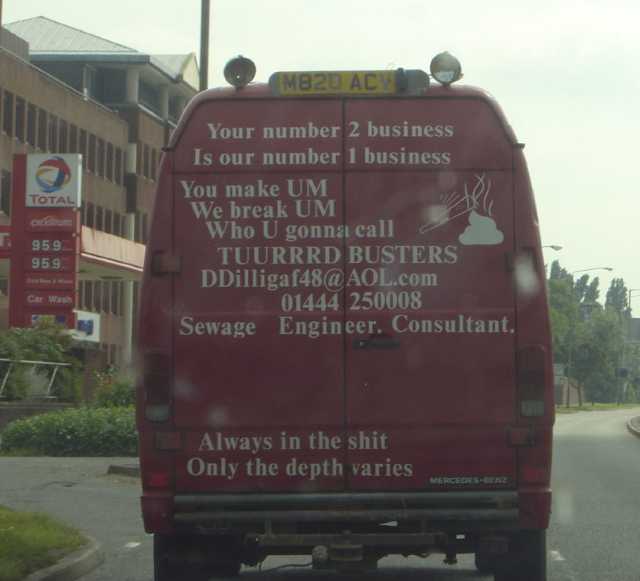 M820 ACY
Your number 2 business
Is our number 1 business
You make UM
We break UM
Who U gonna call
TUURRRD BUSTERS
DDilligaf48@AOL.com
01444 250008
Sewage Engineer. Consultant.
Always in the shit
Only the depth varies
MERCEDES-BENZ
TOTAL
95.9
95.9
Car Wash